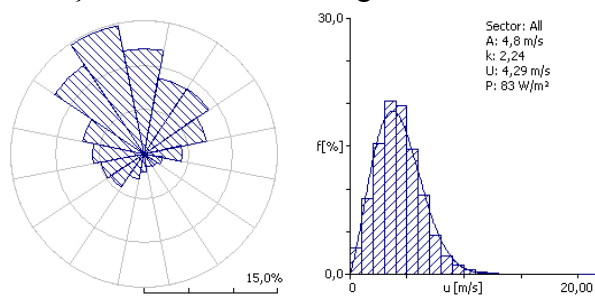 15,0%
30,0
f[%]
0,0
0
u [m/s]
20,00
Sector: All
A: 4,8 m/s
k: 2,24
U: 4,29 m/s
P: 83 W/m²